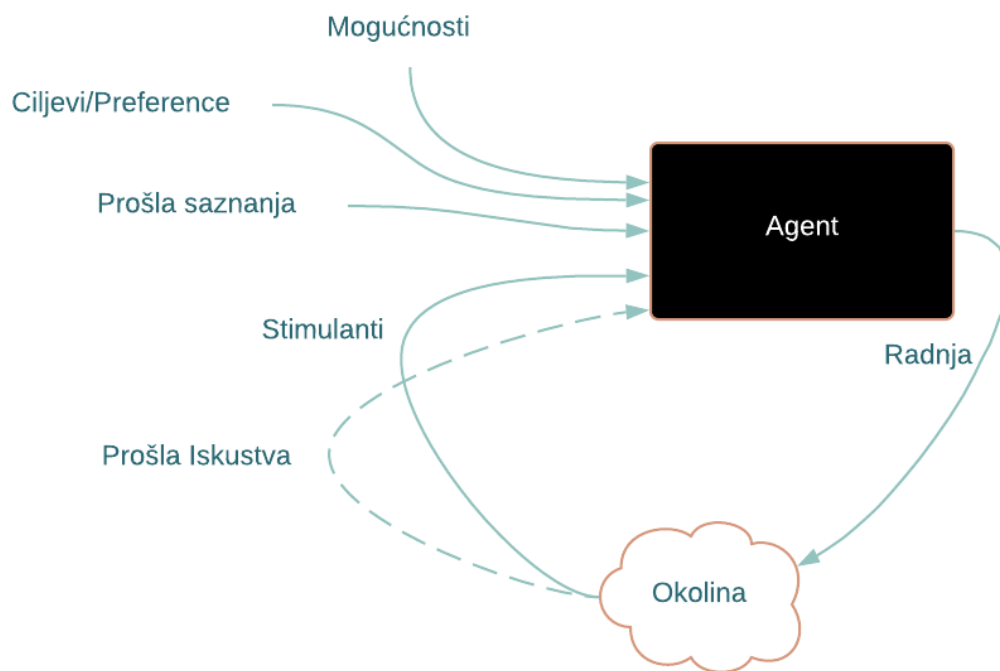 Mogućnosti
Ciljevi/Preference
Prošla saznanja
Agent
Stimulanti
Radnja
Prošla Iskustva
Okolina